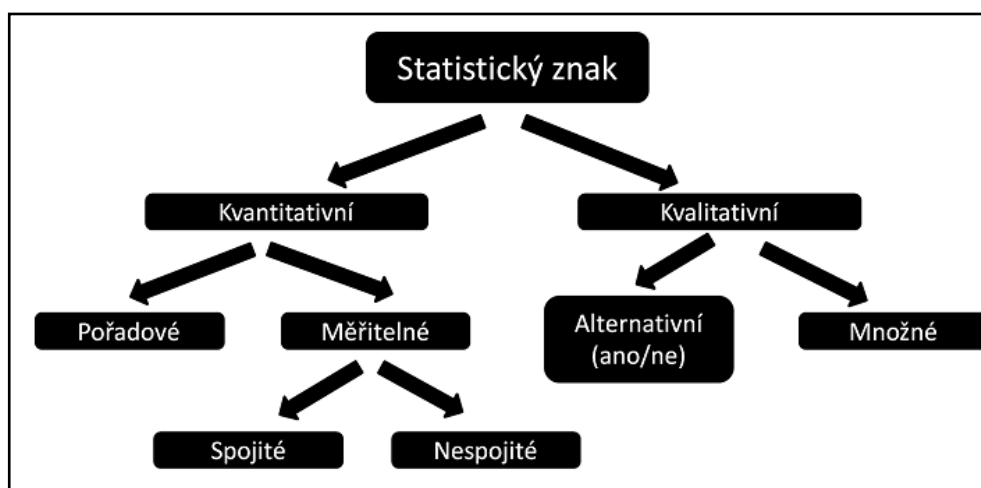 Statistický znak
Kvantitativní
Kvalitativní
Pořadové
Měřitelné
Alternativní
(ano/ne)
Množné
Spojité
Nespojité